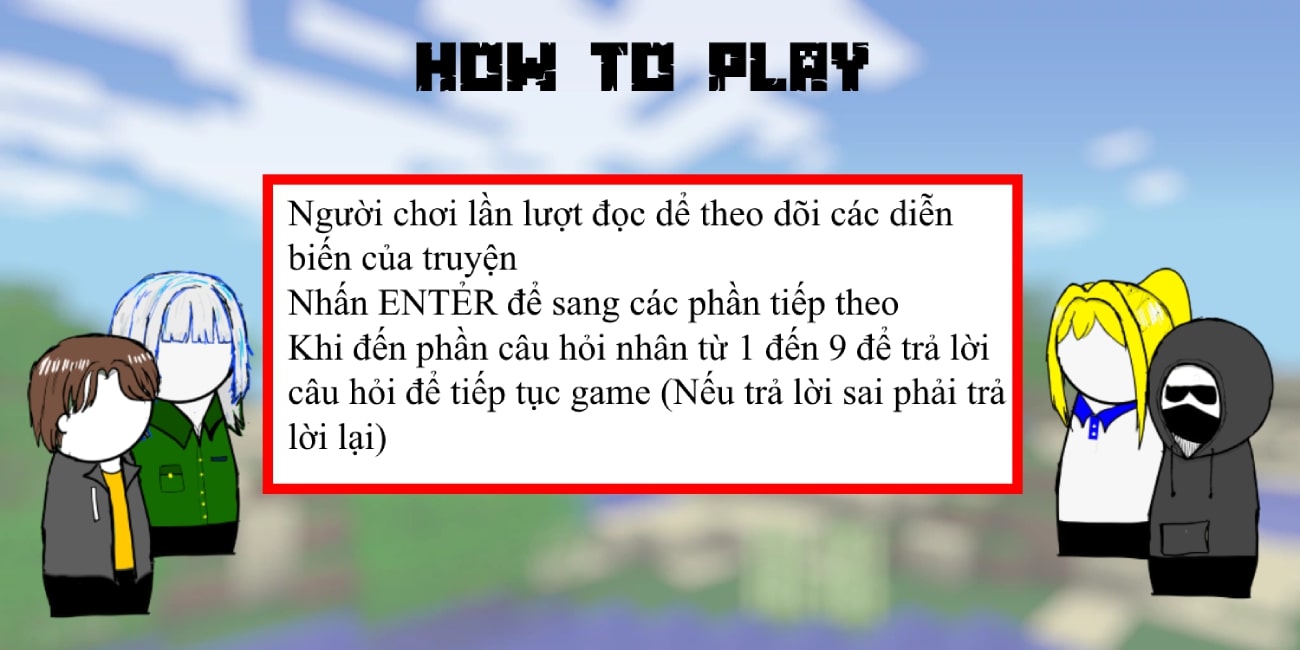 HOW TO PLAY
Người chơi lần lượt đọc dể theo dõi các diễn
biến của truyện
Nhấn ENTẺR để sang các phần tiếp theo
Khi đến phần câu hỏi nhân từ 1 đến 9 để trả lời
câu hỏi để tiếp tục game (Nếu trả lời sai phải trả
lời lại)